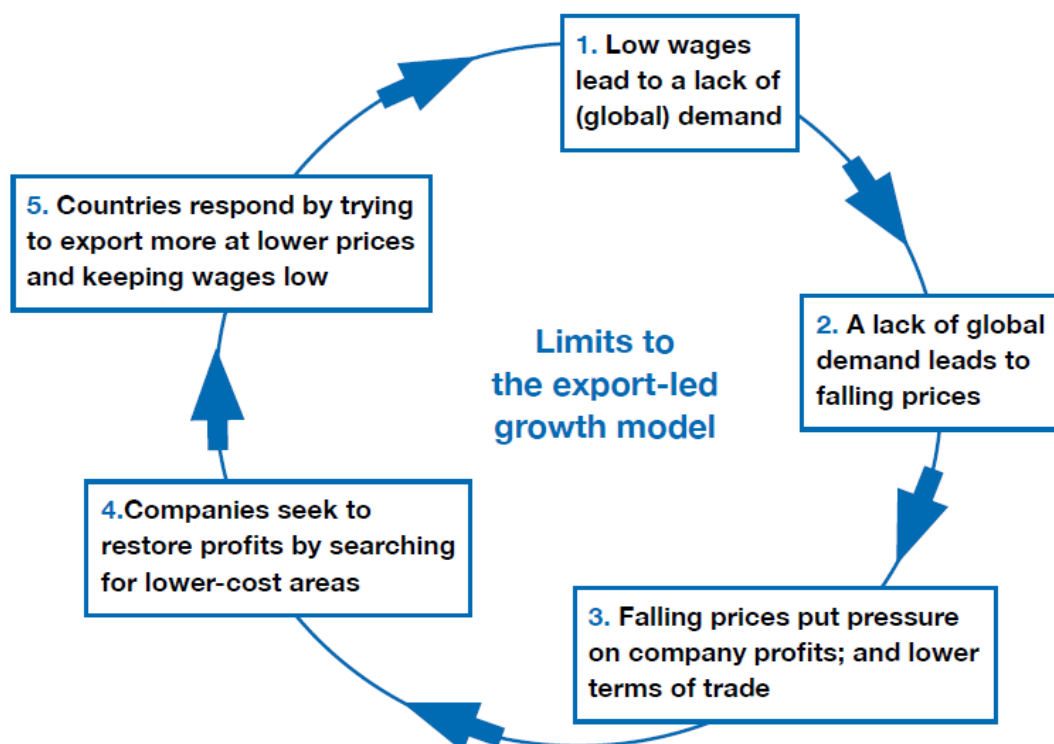 1. Low wages
lead to a lack of
(global) demand
2. A lack of global
demand leads to
falling prices
3. Falling prices put pressure
on company profits; and lower
terms of trade
4.Companies seek to
restore profits by searching
for lower-cost areas
5. Countries respond by trying
to export more at lower prices
and keeping wages low
Limits to
the export-led
growth model